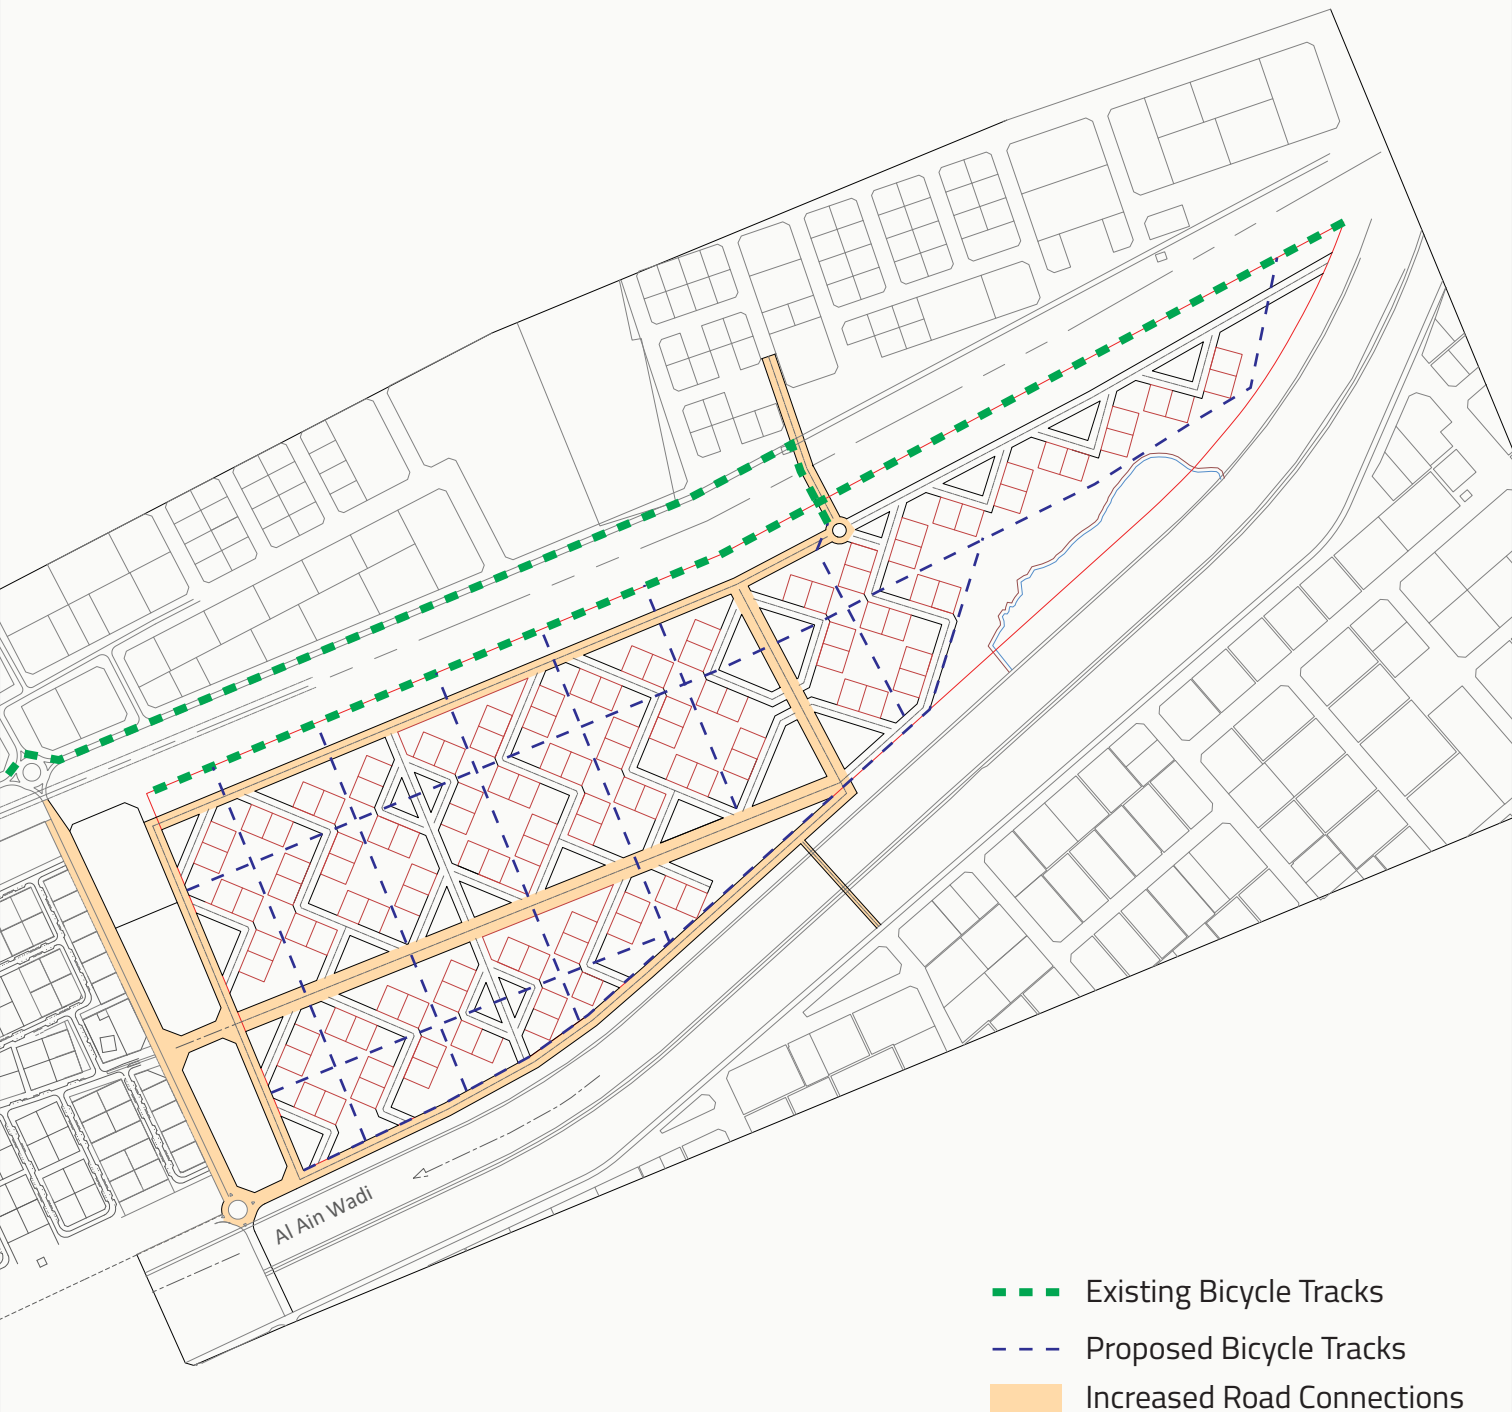 Al Ain Wadi
Existing Bicycle Tracks
Proposed Bicycle Tracks
Increased Road Connections